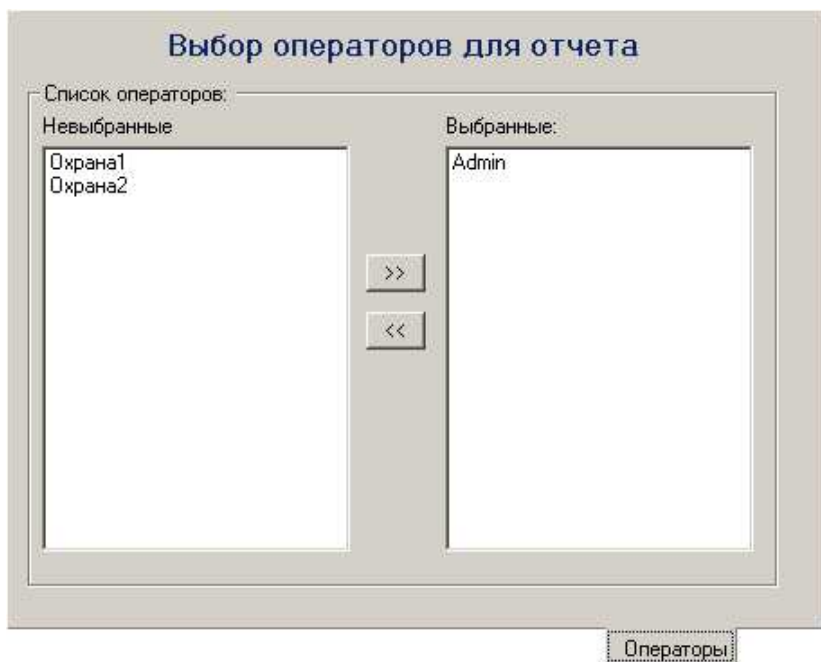 Выбор операторов для отчета
Список операторов:
Невыбранные
Выбранные:
Охрана1
Охрана2
Admin
>>
<<
Операторы